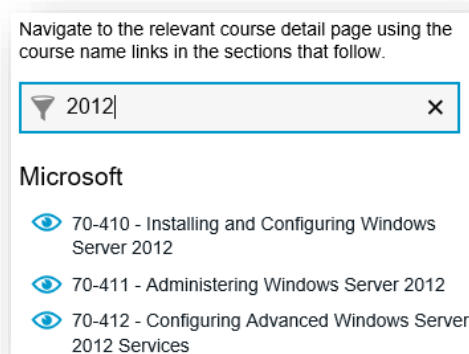 Navigate to the relevant course detail page using the
course name links in the sections that follow.
2012
Microsoft
70-410 - Installing and Configuring Windows
Server 2012
70-411 - Administering Windows Server 2012
70-412 - Configuring Advanced Windows Server
2012 Services